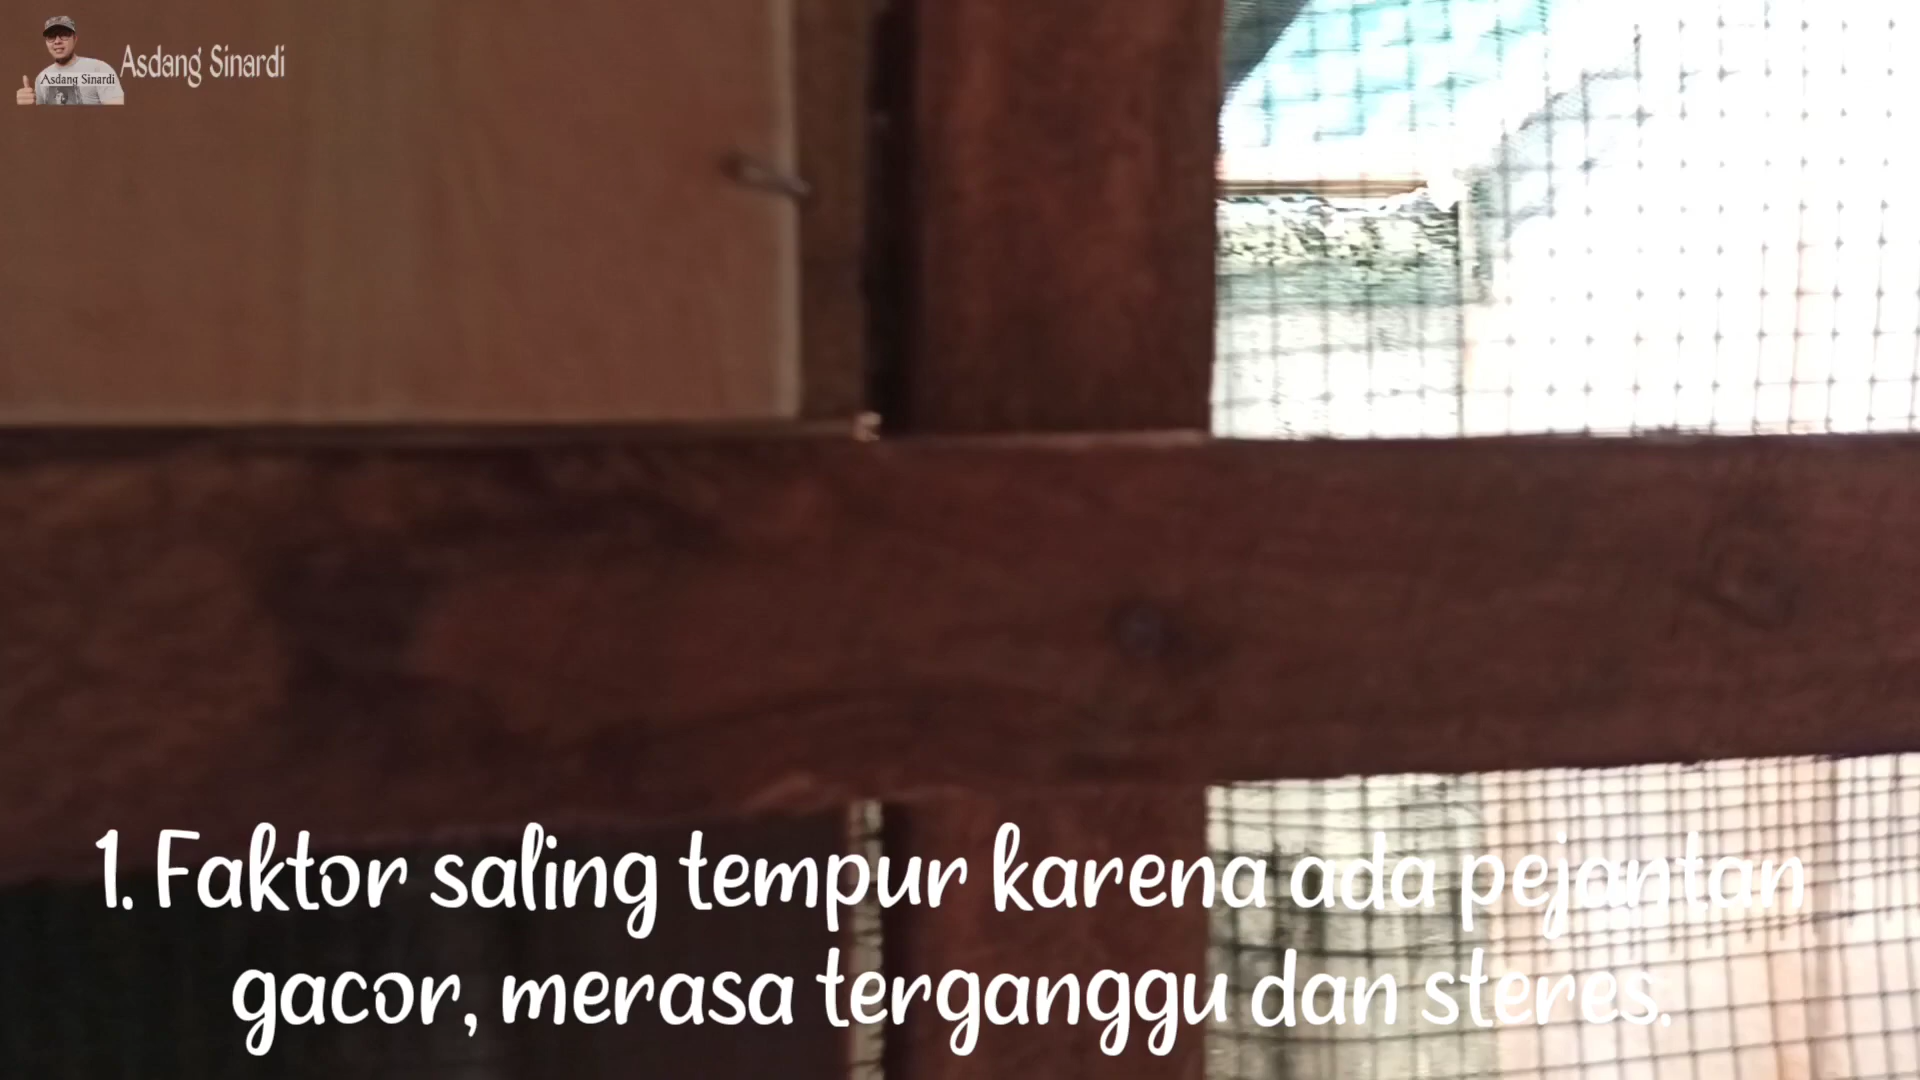 Asdang Sinardi
Asdang Sinardi
1. Faktor saling tempur karena ada pejantan
gacor, merasa terganggu dan steres.